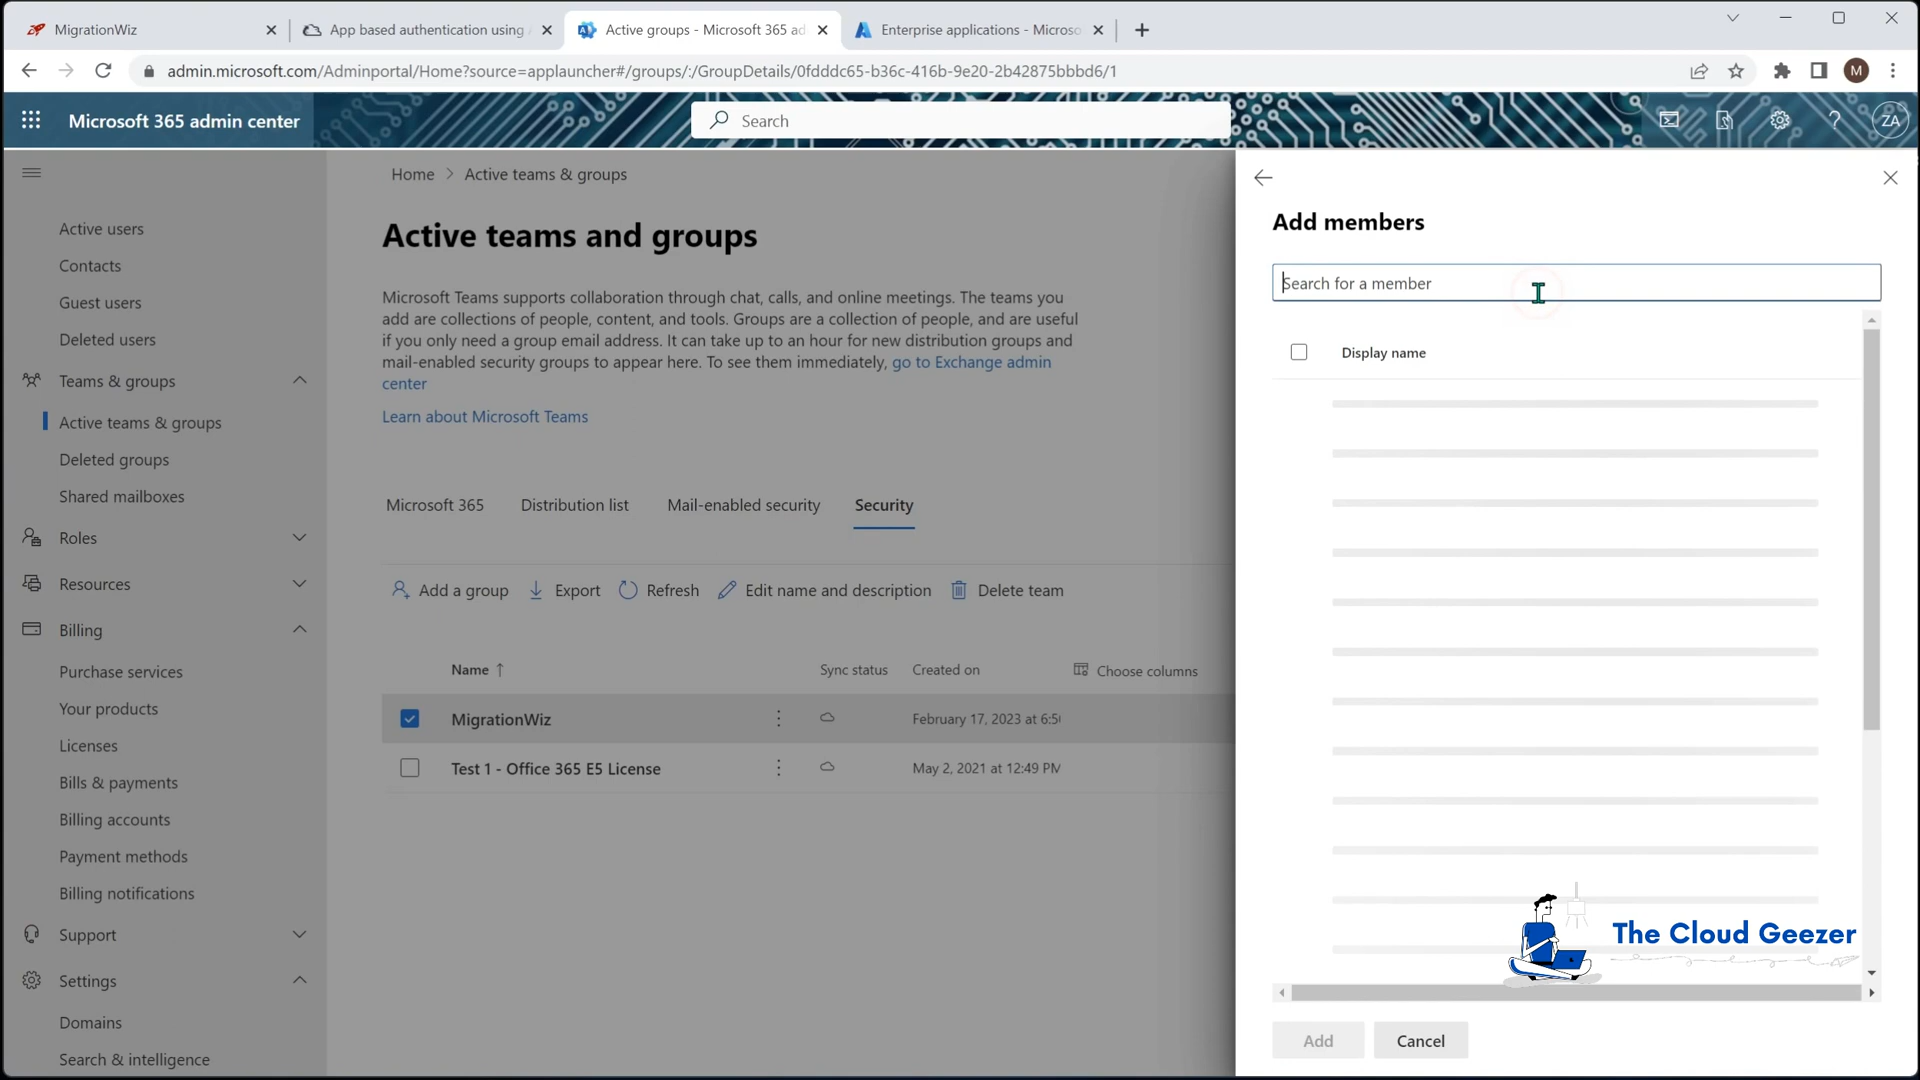 MigrationWiz
App based authentication using
Active groups - Microsoft 365 ad
Enterprise applications - Microso
admin.microsoft.com/Adminportal/Home?source=applauncher#/groups/:/GroupDetails/0fdddc65-b36c-416b-9e20-2b42875bbbd6/1
M
Microsoft 365 admin center
Search
ZA
Home > Active teams & groups
Active teams and groups
Microsoft Teams supports collaboration through chat, calls, and online meetings. The teams you
add are collections of people, content, and tools. Groups are a collection of people, and are useful
if you only need a group email address. It can take up to an hour for new distribution groups and
mail-enabled security groups to appear here. To see them immediately, go to Exchange admin
center
Learn about Microsoft Teams
Microsoft 365
Distribution list
Mail-enabled security
Security
Add a group
Export
Refresh
Edit name and description
Delete team
Name ↑
Sync status
Created on
Choose columns
MigrationWiz
February 17, 2023 at 6:5
Test 1 - Office 365 E5 License
May 2, 2021 at 12:49 PM
Active users
Contacts
Guest users
Deleted users
Teams & groups
Active teams & groups
Deleted groups
Shared mailboxes
Roles
Resources
Billing
Purchase services
Your products
Licenses
Bills & payments
Billing accounts
Payment methods
Billing notifications
Support
Settings
Domains
Search & intelligence
Add members
Search for a member
Display name
The Cloud Geezer
Add
Cancel